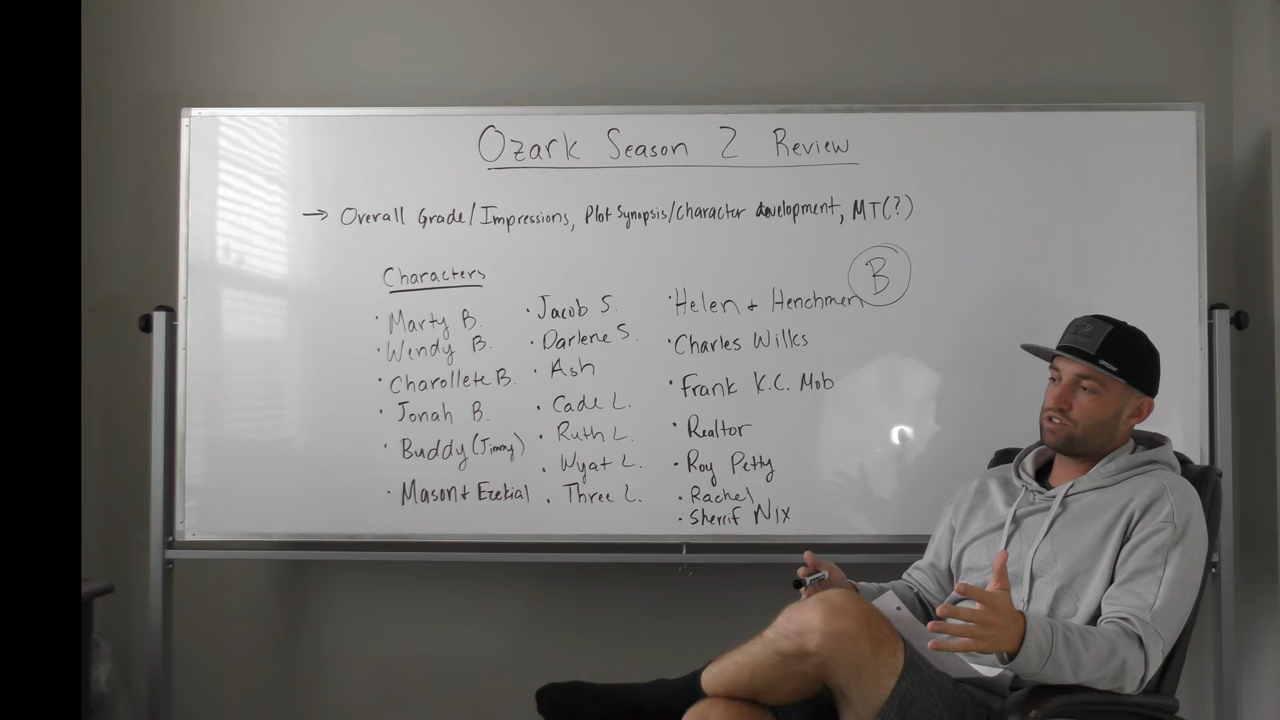 Ozark Season 2 Review
→ Overall Grade/Impressions, Plot Synopsis/Character development, MT(?)
B
Characters
• Marty B.
• Wendy B.
• Charollete B.
• Jonah B.
• Buddy (Jimmy)
• Mason + Ezekial
• Jacob S.
• Darlene S.
• Ash
• Cade L.
• Ruth L.
• Wyat L.
• Three L.
• Helen + Henchmen
• Charles Wilks
• Frank K.C. Mob
• Realtor
• Roy Petty
• Rachel
• Sherrif Nix